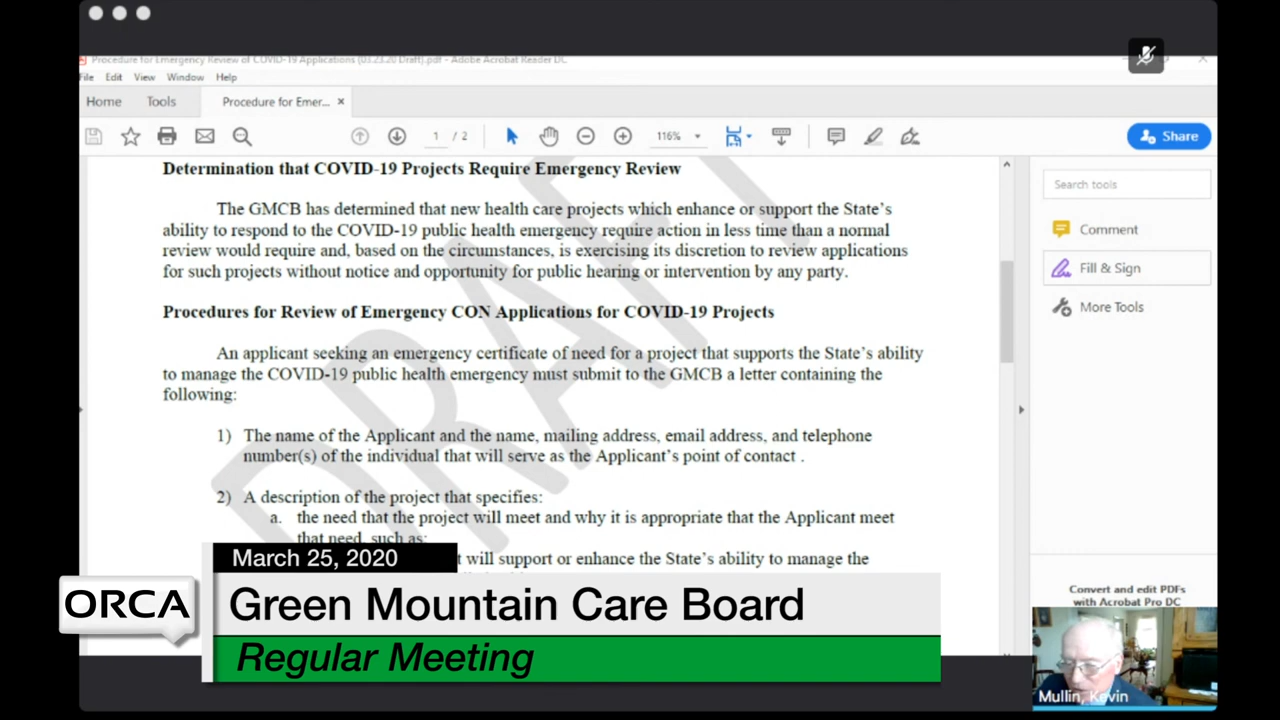 Procedure for Emergency Review of COVID-19 Applications (03.23.20 Draft).pdf - Adobe Acrobat Reader DC
File Edit View Window Help
Home Tools Procedure for Emer... ×
1 / 2 116% Share
Determination that COVID-19 Projects Require Emergency Review
The GMCB has determined that new health care projects which enhance or support the State's
ability to respond to the COVID-19 public health emergency require action in less time than a normal
review would require and, based on the circumstances, is exercising its discretion to review applications
for such projects without notice and opportunity for public hearing or intervention by any party.
Procedures for Review of Emergency CON Applications for COVID-19 Projects
An applicant seeking an emergency certificate of need for a project that supports the State's ability
to manage the COVID-19 public health emergency must submit to the GMCB a letter containing the
following:
1) The name of the Applicant and the name, mailing address, email address, and telephone
number(s) of the individual that will serve as the Applicant's point of contact .
2) A description of the project that specifies:
a. the need that the project will meet and why it is appropriate that the Applicant meet
that need, such as:
will support or enhance the State's ability to manage the
DRAFT
Search tools
Comment
Fill & Sign
More Tools
Convert and edit PDFs
with Acrobat Pro DC
Mullin, Kevin
March 25, 2020
ORCA
Green Mountain Care Board
Regular Meeting